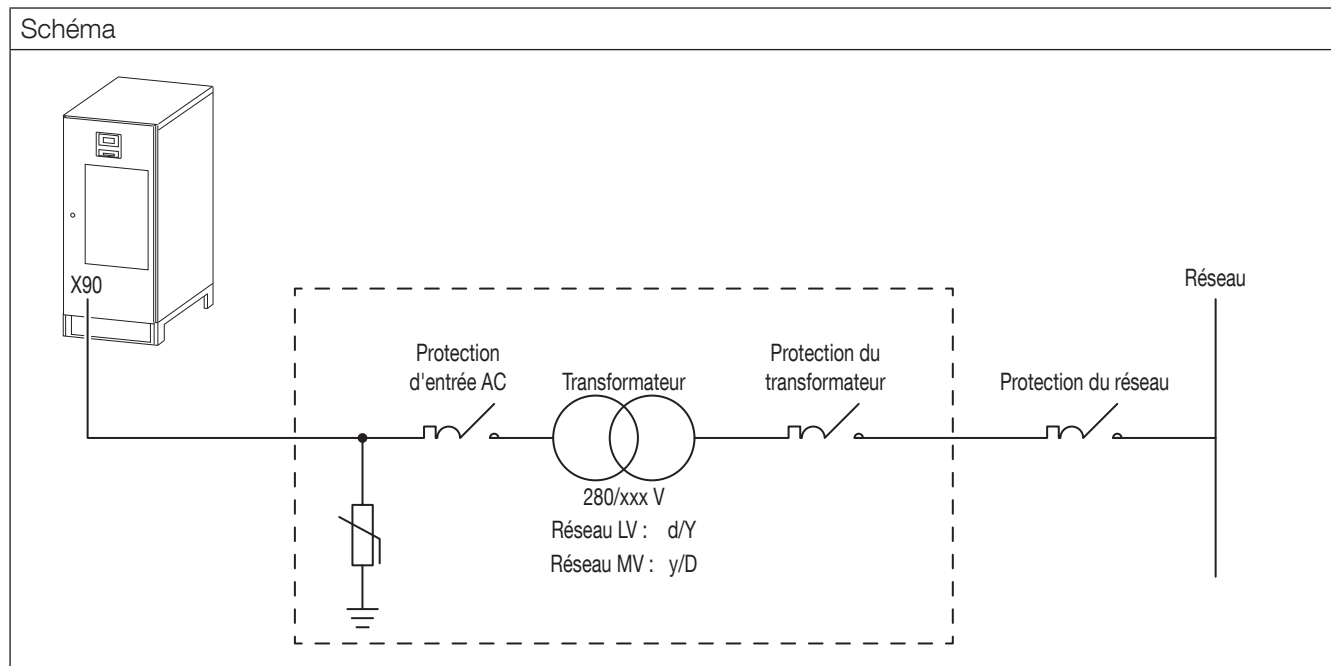 Schéma
X90
Réseau
Protection
d'entrée AC
Transformateur
Protection du
transformateur
Protection du réseau
280/xxx V
Réseau LV : d/Y
Réseau MV : y/D